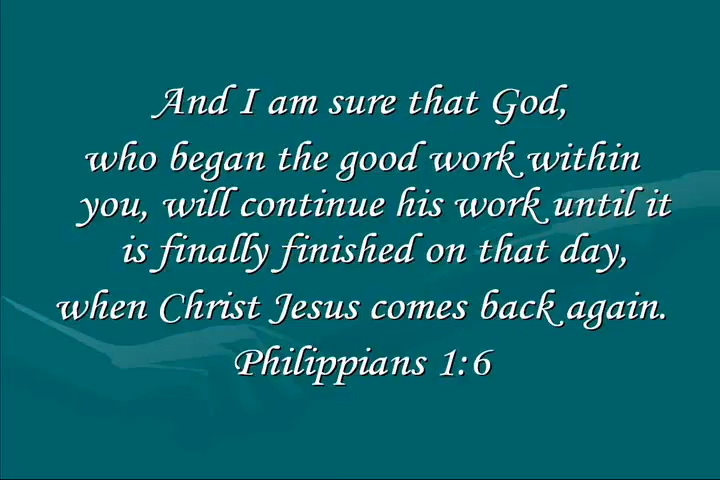 And I am sure that God,
who began the good work within
you, will continue his work until it
is finally finished on that day,
when Christ Jesus comes back again.
Philippians 1:6